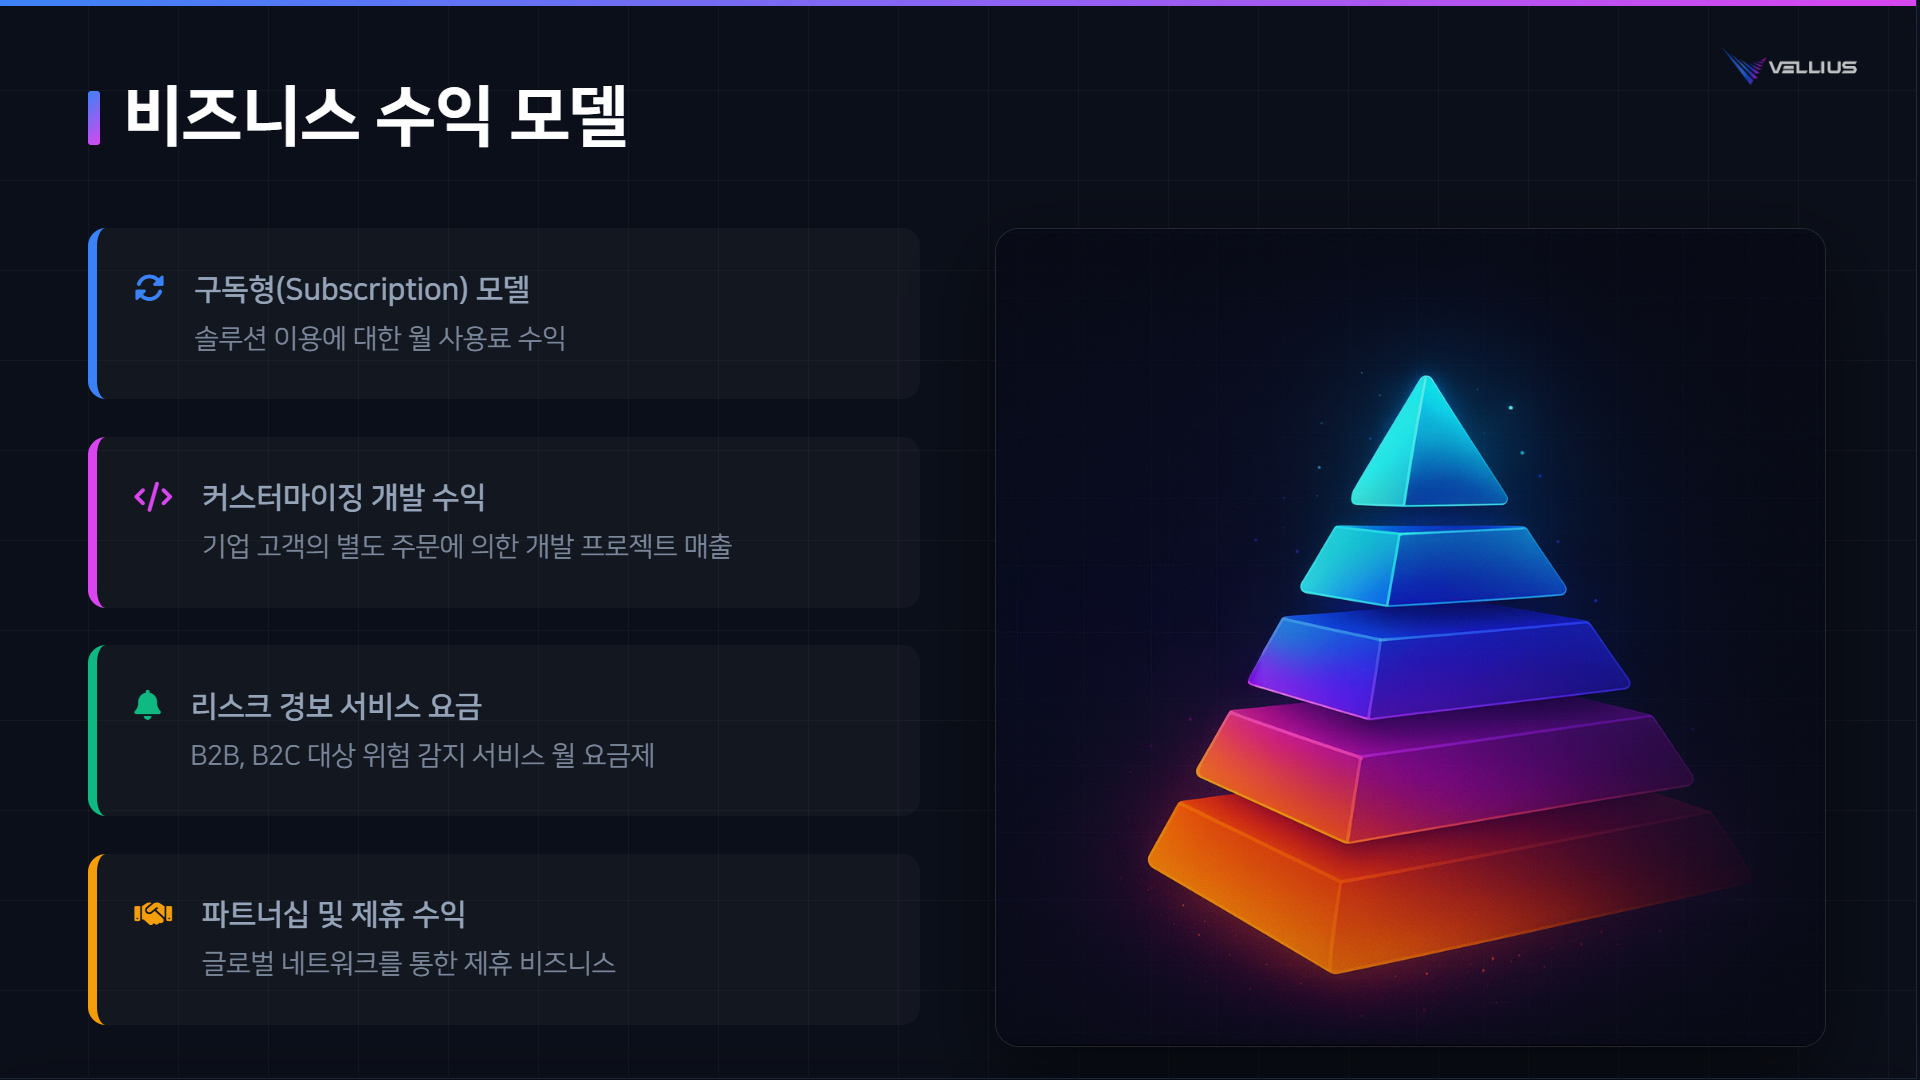 VELLIUS
비즈니스 수익 모델
구독형(Subscription) 모델
솔루션 이용에 대한 월 사용료 수익
커스터마이징 개발 수익
기업 고객의 별도 주문에 의한 개발 프로젝트 매출
리스크 경보 서비스 요금
B2B, B2C 대상 위험 감지 서비스 월 요금제
파트너십 및 제휴 수익
글로벌 네트워크를 통한 제휴 비즈니스